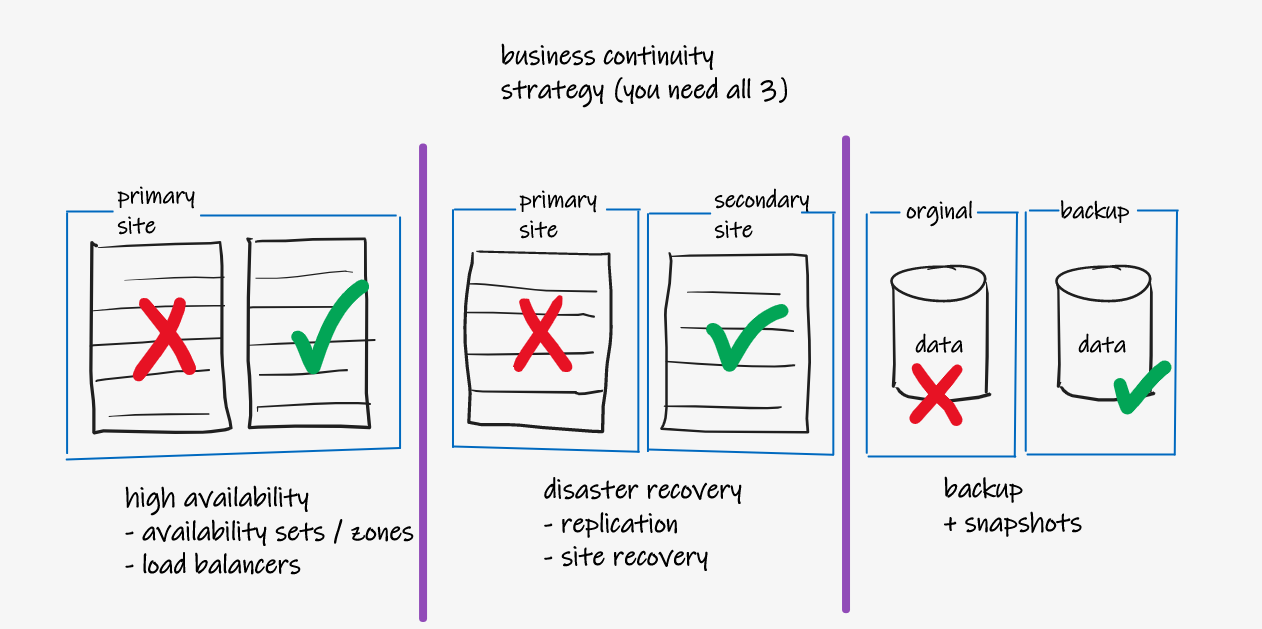 business continuity
strategy (you need all 3)
primary
site
high availability
- availability sets / zones
- load balancers
primary
site
secondary
site
disaster recovery
- replication
- site recovery
orginal
backup
data
data
backup
+ snapshots